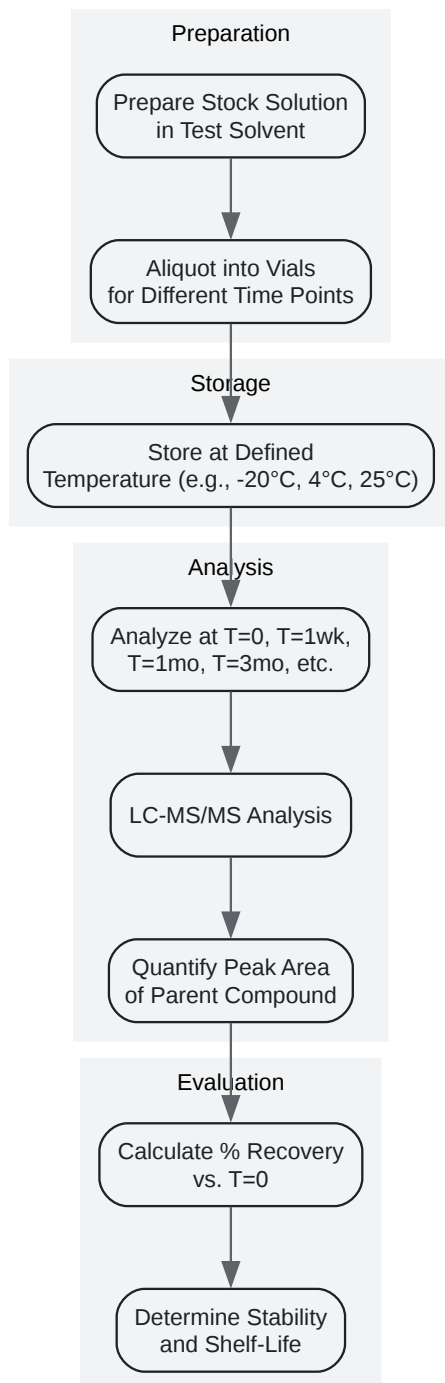 Preparation
Prepare Stock Solution
in Test Solvent
Aliquot into Vials
for Different Time Points
Storage
Store at Defined
Temperature (e.g., -20°C, 4°C, 25°C)
Analysis
Analyze at T=0, T=1wk,
T=1mo, T=3mo, etc.
LC-MS/MS Analysis
Quantify Peak Area
of Parent Compound
Evaluation
Calculate % Recovery
vs. T=0
Determine Stability
and Shelf-Life